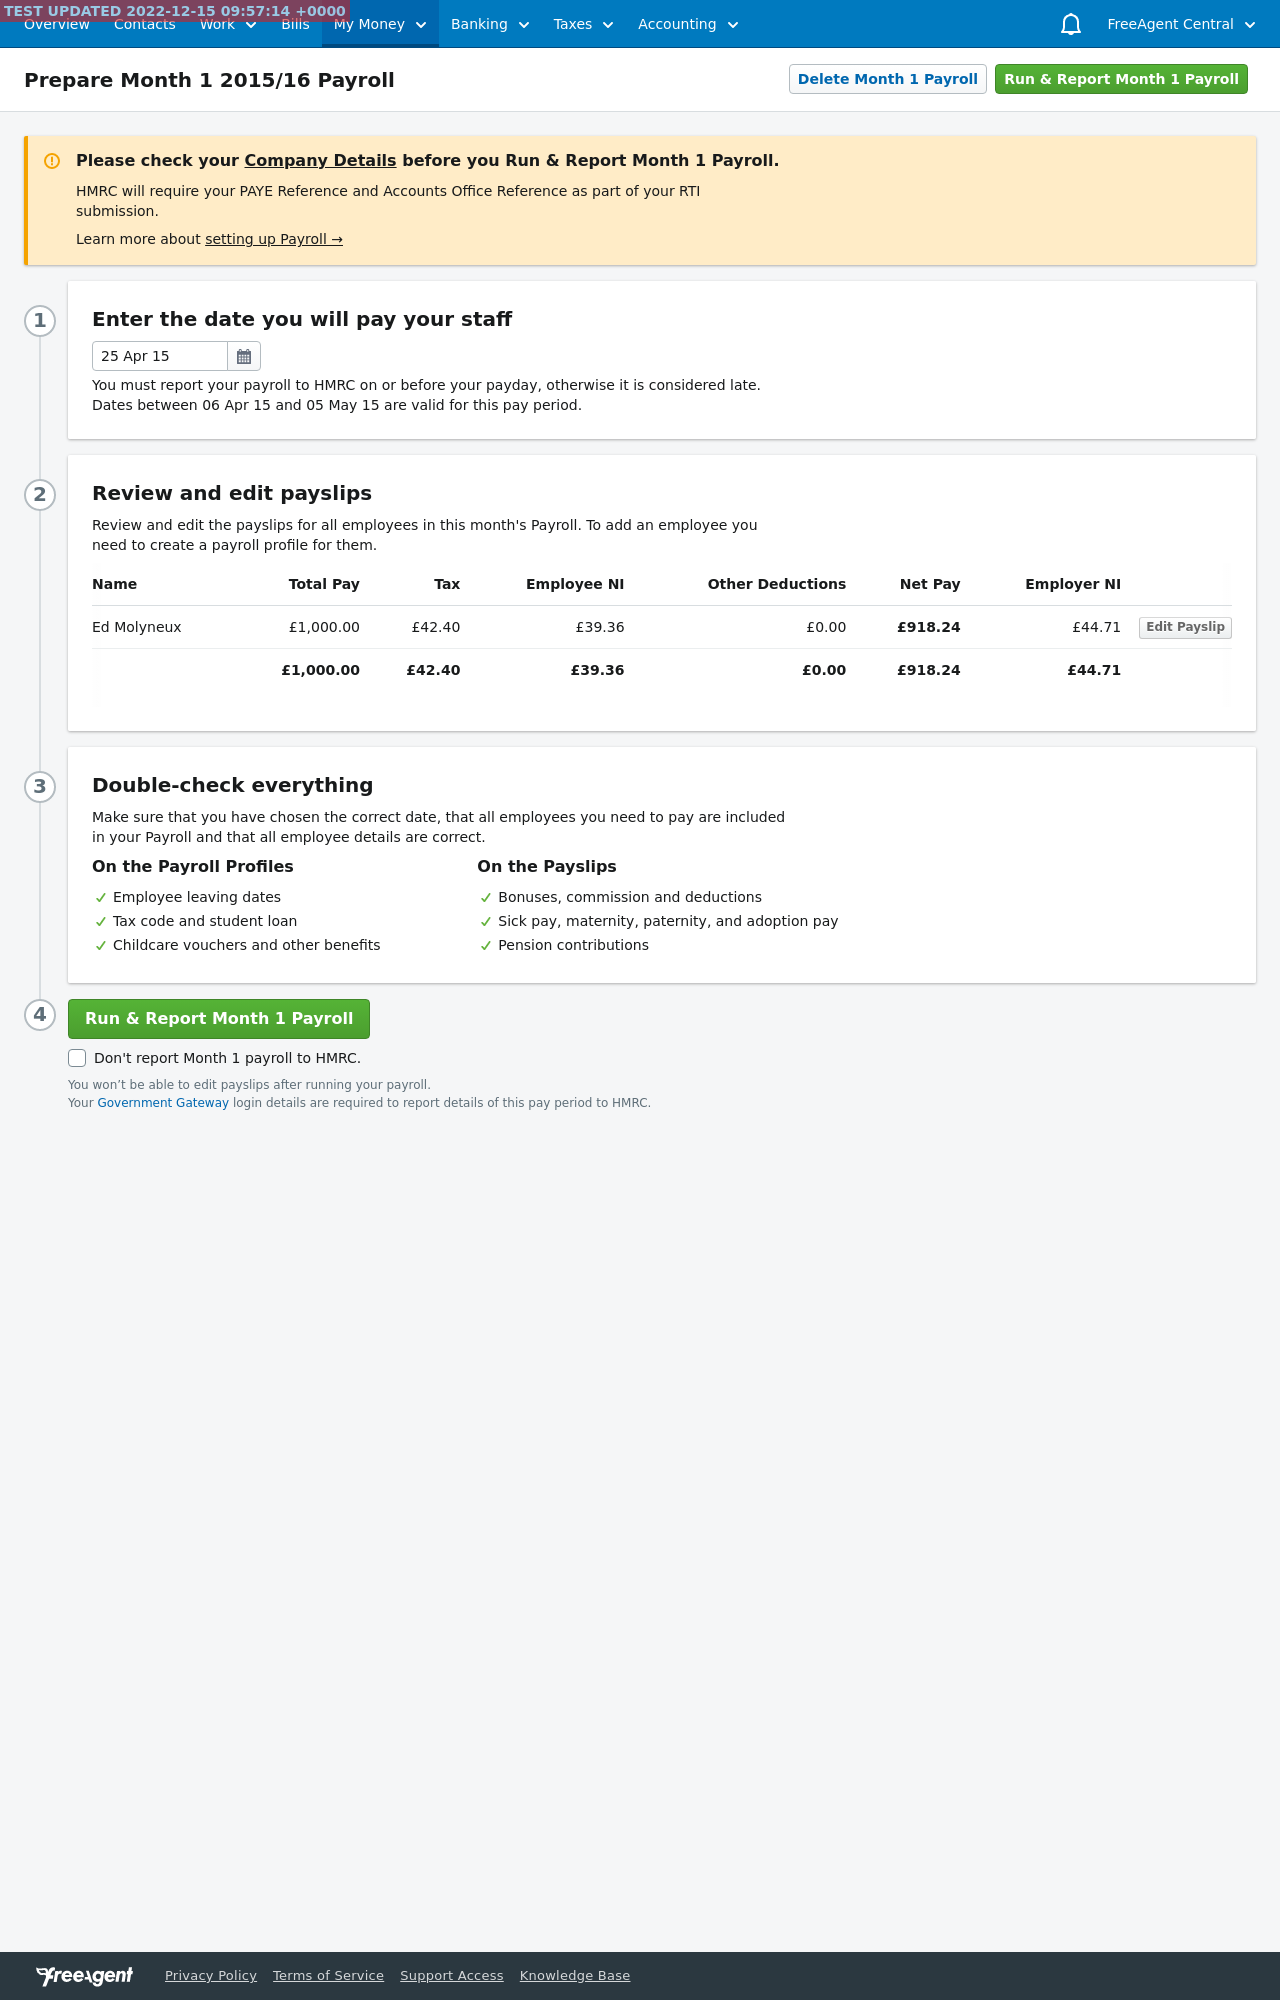 TEST UPDATED 2022-12-15 09:57:14 +0000
Overview Contacts Work Bills My Money Banking Taxes Accounting FreeAgent Central
Prepare Month 1 2015/16 Payroll
Delete Month 1 Payroll
Run & Report Month 1 Payroll
Please check your Company Details before you Run & Report Month 1 Payroll.
HMRC will require your PAYE Reference and Accounts Office Reference as part of your RTI
submission.
Learn more about setting up Payroll →
1
Enter the date you will pay your staff
25 Apr 15
You must report your payroll to HMRC on or before your payday, otherwise it is considered late.
Dates between 06 Apr 15 and 05 May 15 are valid for this pay period.
2
Review and edit payslips
Review and edit the payslips for all employees in this month's Payroll. To add an employee you
need to create a payroll profile for them.
Name Total Pay Tax Employee NI Other Deductions Net Pay Employer NI
Ed Molyneux £1,000.00 £42.40 £39.36 £0.00 £918.24 £44.71 Edit Payslip
£1,000.00 £42.40 £39.36 £0.00 £918.24 £44.71
3
Double-check everything
Make sure that you have chosen the correct date, that all employees you need to pay are included
in your Payroll and that all employee details are correct.
On the Payroll Profiles
Employee leaving dates
Tax code and student loan
Childcare vouchers and other benefits
On the Payslips
Bonuses, commission and deductions
Sick pay, maternity, paternity, and adoption pay
Pension contributions
4
Run & Report Month 1 Payroll
Don't report Month 1 payroll to HMRC.
You won’t be able to edit payslips after running your payroll.
Your Government Gateway login details are required to report details of this pay period to HMRC.
freeagent Privacy Policy Terms of Service Support Access Knowledge Base